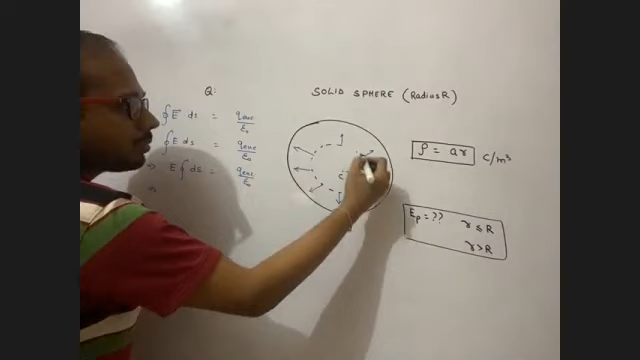 Q:
SOLID SPHERE (Radius R)
∮ E ds = qenc/ε₀
∮ E ds = qenc/ε₀
⇒ E ∮ ds = qenc/ε₀
⇒
C
ρ = ar C/m³
Ep = ?? r ≤ R
r > R